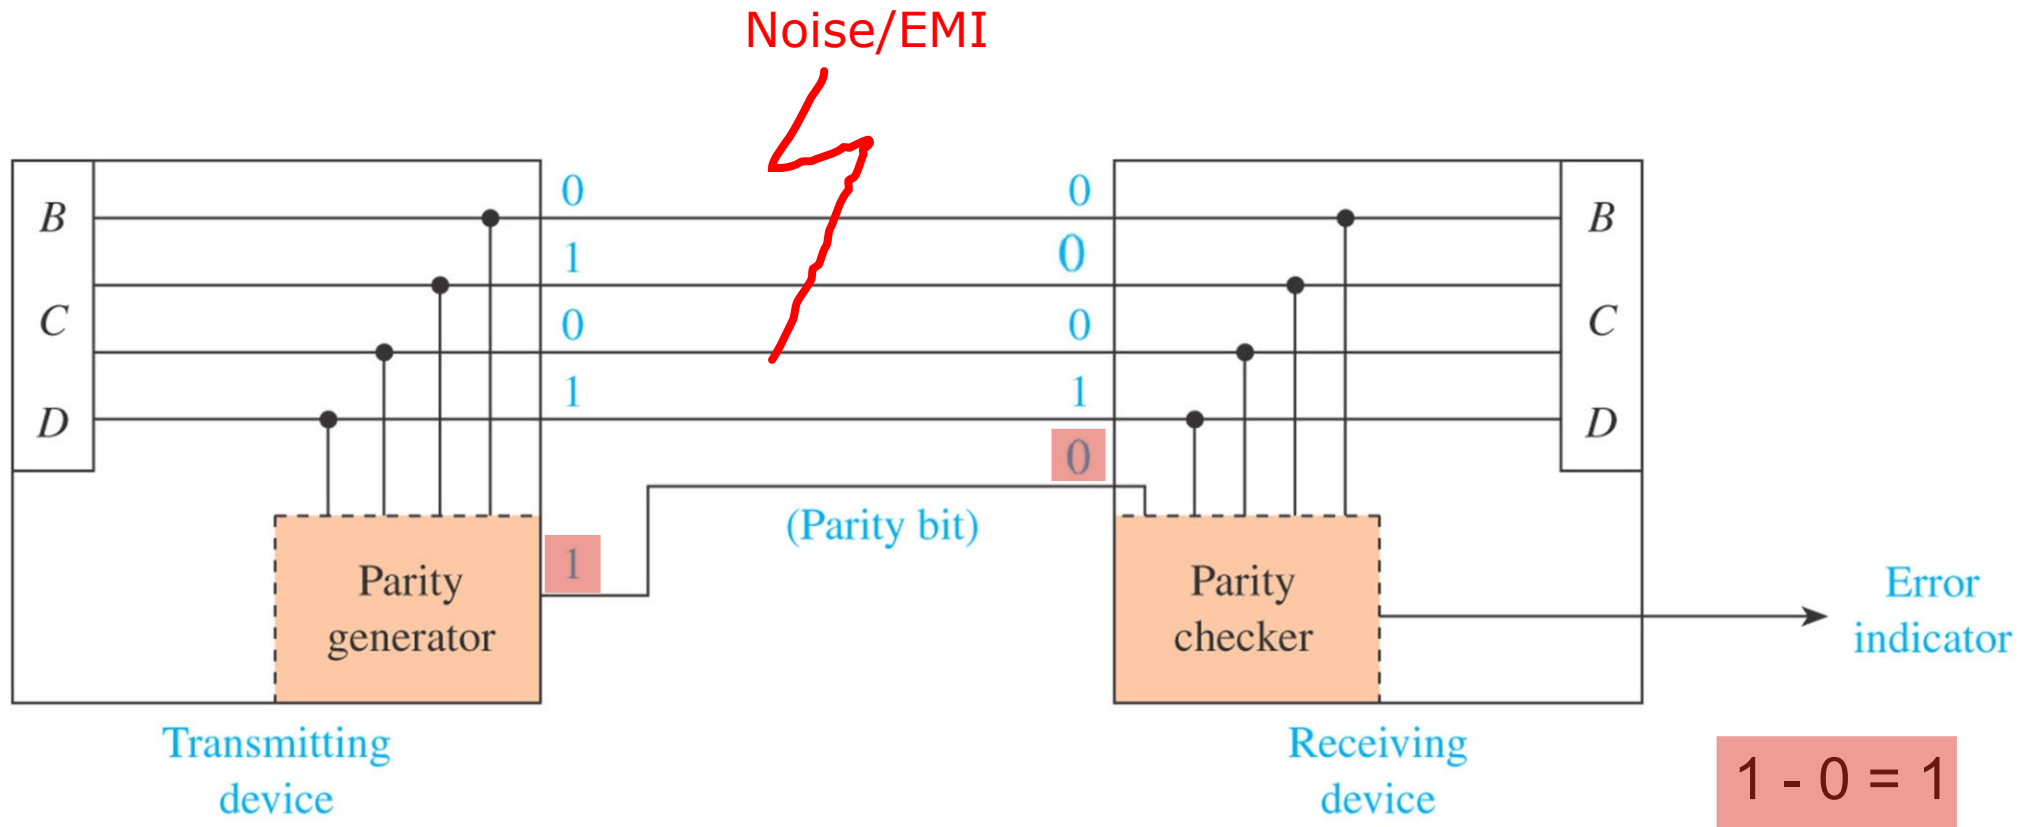 Noise/EMI
0 0
B B
1 0
0 0
C C
1 1
D D
0
(Parity bit)
1
Parity
generator
Parity
checker
Error
indicator
Transmitting
device
Receiving
device
1 - 0 = 1